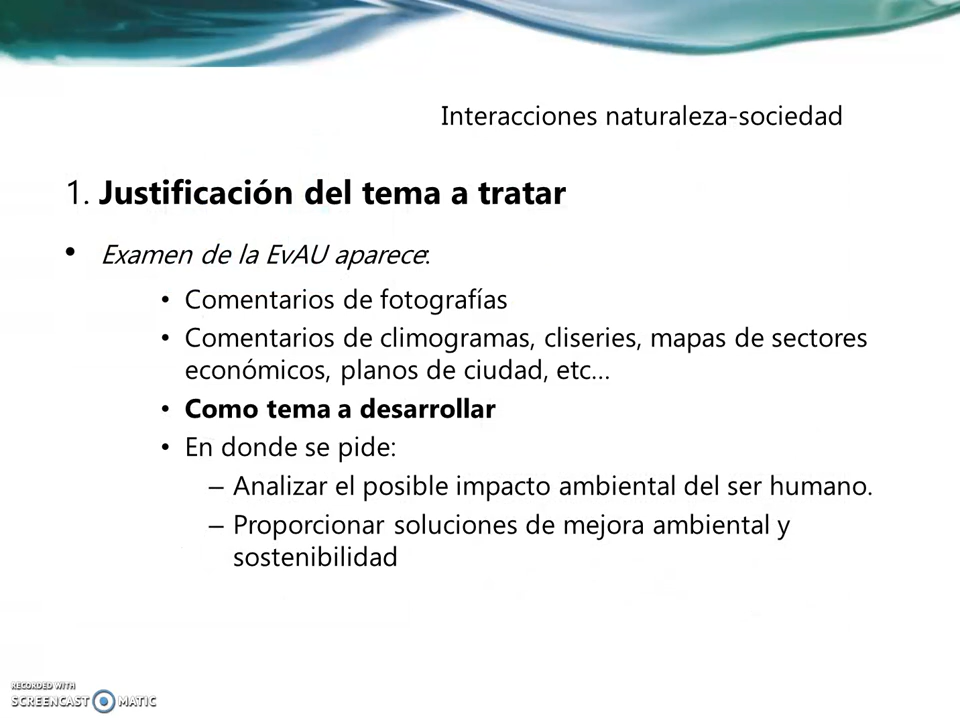 Interacciones naturaleza-sociedad
1. Justificación del tema a tratar
• Examen de la EvAU aparece:
• Comentarios de fotografías
• Comentarios de climogramas, cliseries, mapas de sectores
económicos, planos de ciudad, etc...
• Como tema a desarrollar
• En donde se pide:
– Analizar el posible impacto ambiental del ser humano.
– Proporcionar soluciones de mejora ambiental y
sostenibilidad
RECORDED WITH
SCREENCAST MATIC